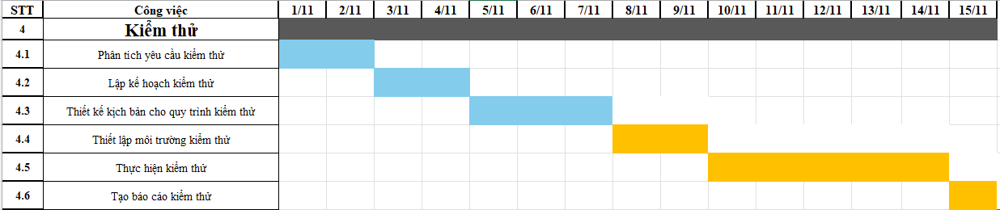 STT Công việc 1/11 2/11 3/11 4/11 5/11 6/11 7/11 8/11 9/11 10/11 11/11 12/11 13/11 14/11 15/11
4 Kiểm thử
4.1 Phân tích yêu cầu kiểm thử
4.2 Lập kế hoạch kiểm thử
4.3 Thiết kế kịch bản cho quy trình kiểm thử
4.4 Thiết lập môi trường kiểm thử
4.5 Thực hiện kiểm thử
4.6 Tạo báo cáo kiểm thử